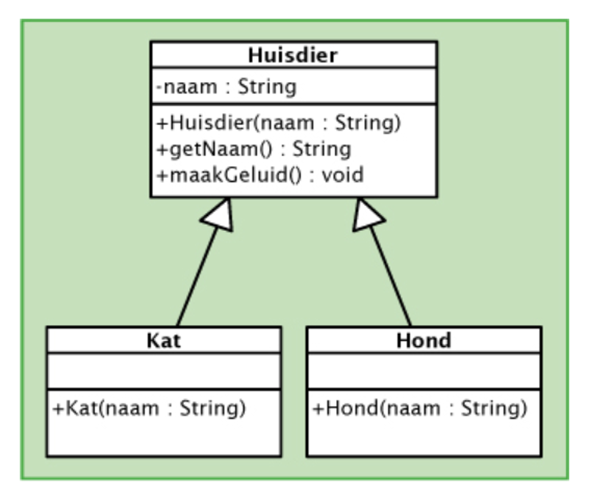 Huisdier
-naam : String
+Huisdier(naam : String)
+getNaam() : String
+maakGeluid() : void
Kat
+Kat(naam : String)
Hond
+Hond(naam : String)